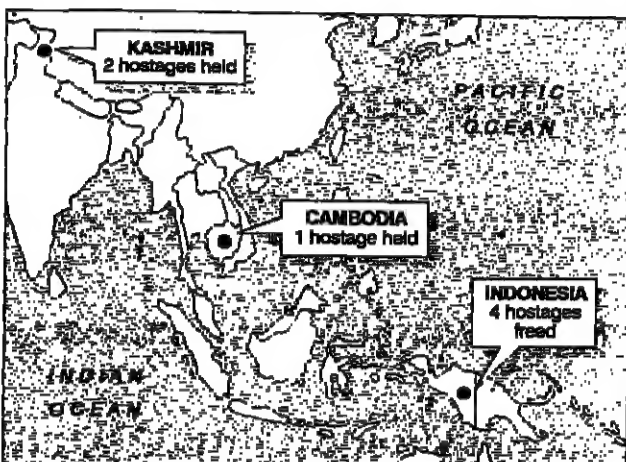 KASHMIR
2 hostages held
PACIFIC
OCEAN
CAMBODIA
1 hostage held
INDONESIA
4 hostages
freed
INDIAN
OCEAN